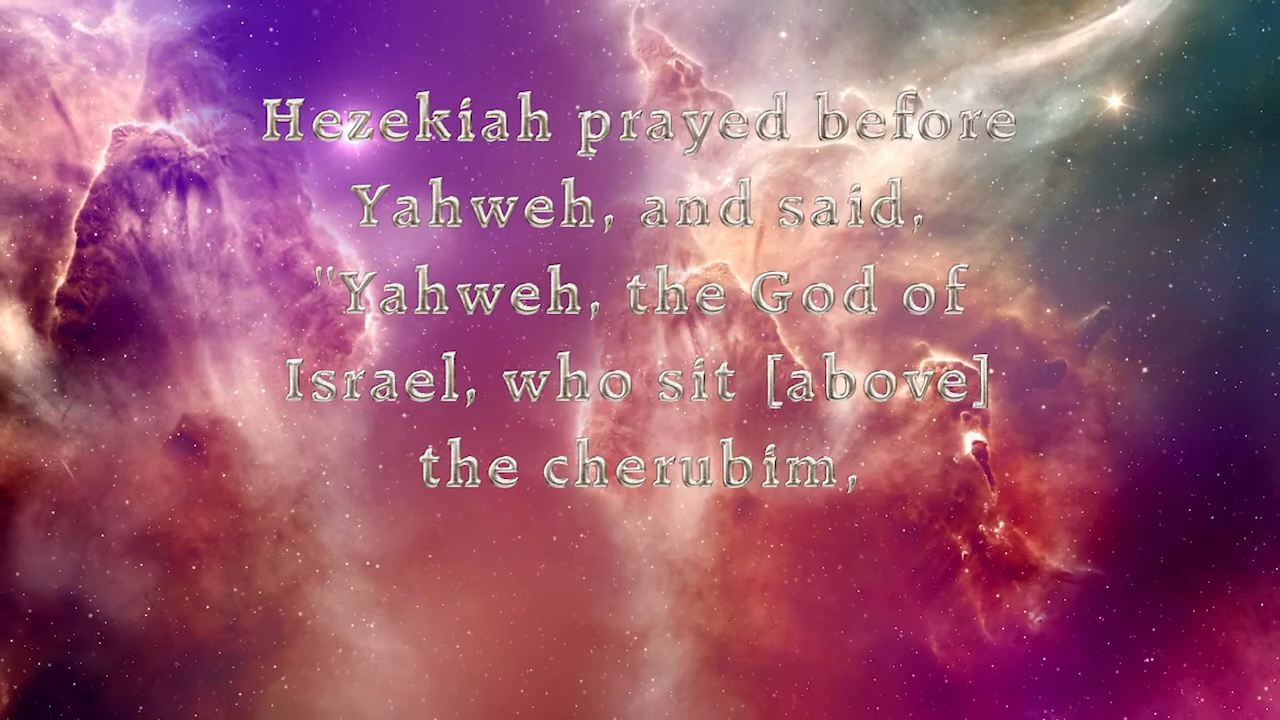 Hezekiah prayed before
Yahweh, and said,
"Yahweh, the God of
Israel, who sit [above]
the cherubim,